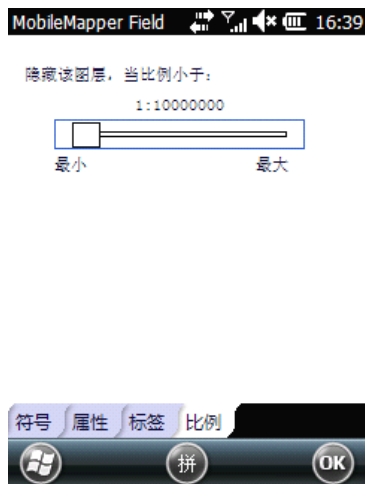 MobileMapper Field 16:39
隐藏该图层，当比例小于：
1:10000000
最小 最大
符号 属性 标签 比例
拼 OK